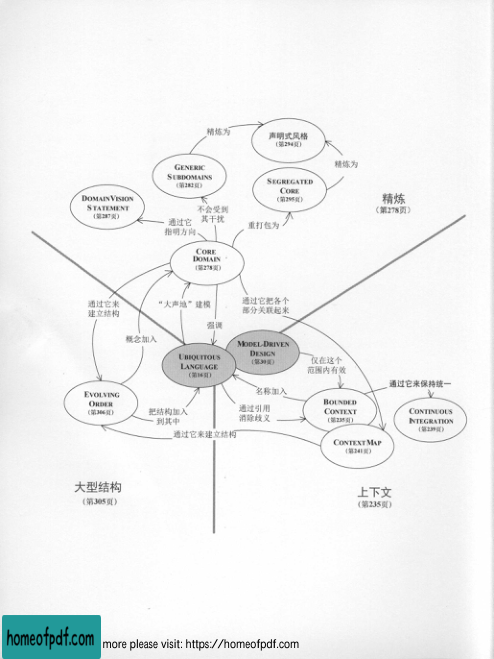 精炼为
声明式风格
(第294页)
GENERIC
SUBDOMAINS
(第282页)
精炼为
SEGREGATED
CORE
(第295页)
DOMAIN VISION
STATEMENT
(第287页)
不会受到
其干扰
精炼
(第278页)
通过它
指明方向
重打包为
CORE
DOMAIN
(第278页)
通过它来
建立结构
“大声地”建模
通过它把各个
部分关联起来
强调
概念加入
MODEL-DRIVEN
DESIGN
(第30页)
UBIQUITOUS
LANGUAGE
(第16页)
仅在这个
范围内有效
通过它来保持统一
名称加入
EVOLVING
ORDER
(第306页)
把结构加入
到其中
通过引用
消除歧义
BOUNDED
CONTEXT
(第235页)
CONTINUOUS
INTEGRATION
(第239页)
通过它来建立结构
CONTEXT MAP
(第241页)
大型结构
(第305页)
上下文
(第235页)
homeofpdf.com
more please visit: https://homeofpdf.com